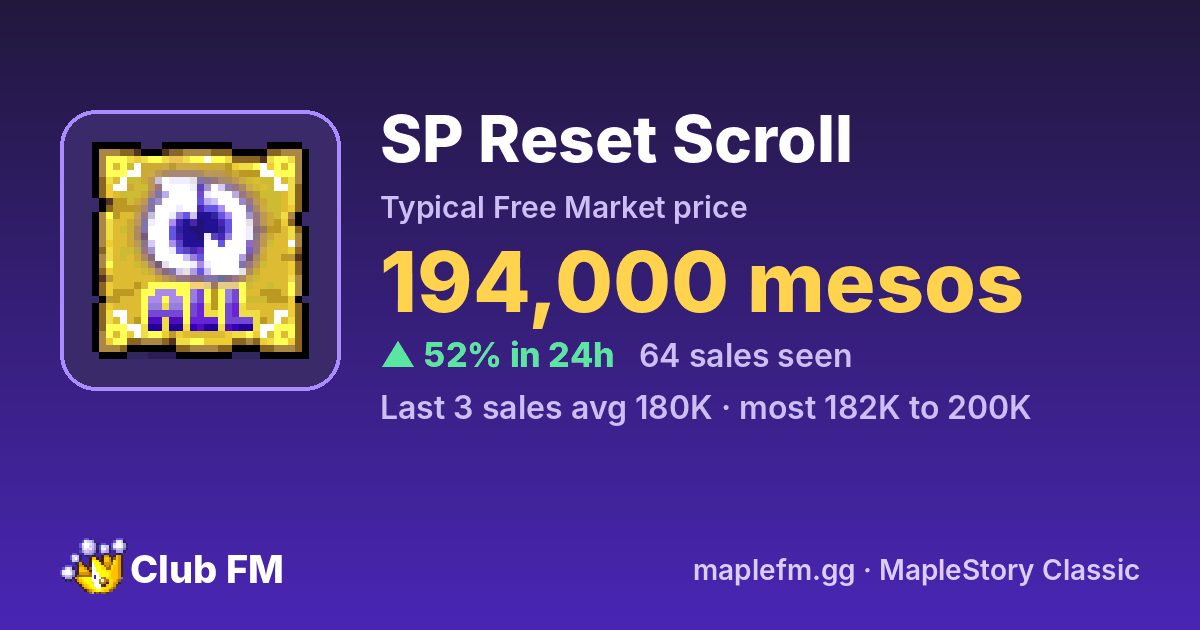 SP Reset Scroll
Typical Free Market price
194,000 mesos
▲ 52% in 24h 64 sales seen
Last 3 sales avg 180K · most 182K to 200K
ALL
Club FM
maplefm.gg · MapleStory Classic